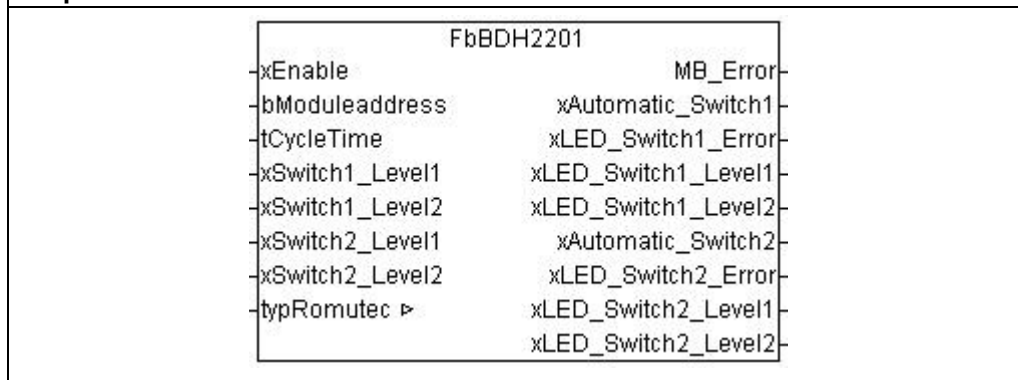 FbBDH2201
xEnable MB_Error
bModuleaddress xAutomatic_Switch1
tCycleTime xLED_Switch1_Error
xSwitch1_Level1 xLED_Switch1_Level1
xSwitch1_Level2 xLED_Switch1_Level2
xSwitch2_Level1 xAutomatic_Switch2
xSwitch2_Level2 xLED_Switch2_Error
typRomutec ▹ xLED_Switch2_Level1
xLED_Switch2_Level2